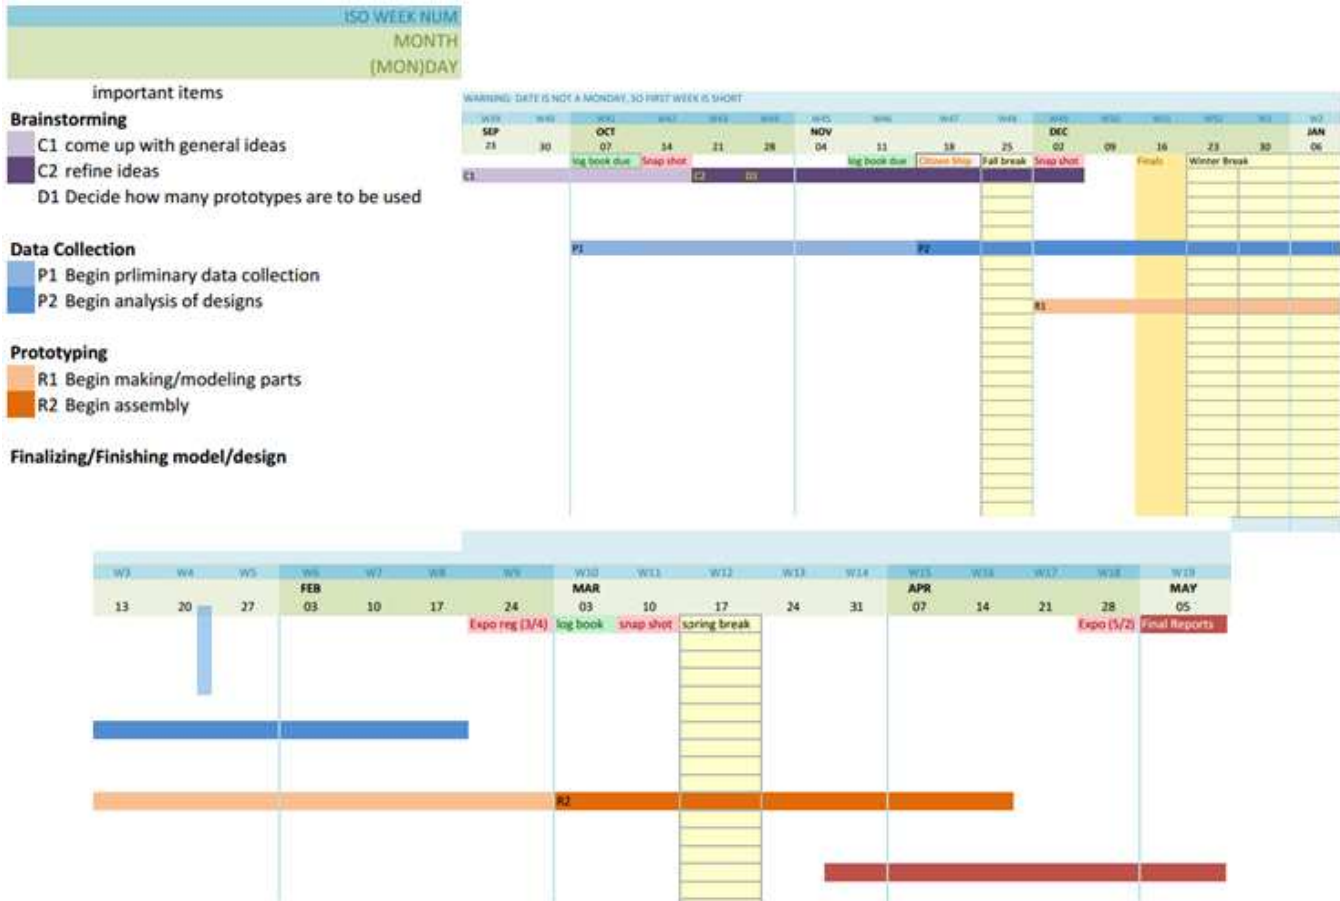 ISO WEEK NUM
MONTH
(MON)DAY
important items
Brainstorming
C1 come up with general ideas
C2 refine ideas
D1 Decide how many prototypes are to be used
Data Collection
P1 Begin prliminary data collection
P2 Begin analysis of designs
Prototyping
R1 Begin making/modeling parts
R2 Begin assembly
Finalizing/Finishing model/design
WARNING: DATE IS NOT A MONDAY, SO FIRST WEEK IS SHORT
SEP OCT NOV DEC JAN
23 30 07 14 21 28 04 11 18 25 02 09 16 23 30 06
log book due Snap shot log book due Fall break Snap shot Finals Winter Break
C1 C2 D1
P1 P2
R1
W3 W4 W5 W6 W7 W8 W9 W10 W11 W12 W13 W14 W15 W16 W17 W18 W19
FEB MAR APR MAY
13 20 27 03 10 17 24 03 10 17 24 31 07 14 21 28 05
Expo reg (3/4) log book snap shot spring break Expo (5/2) Final Reports
R2